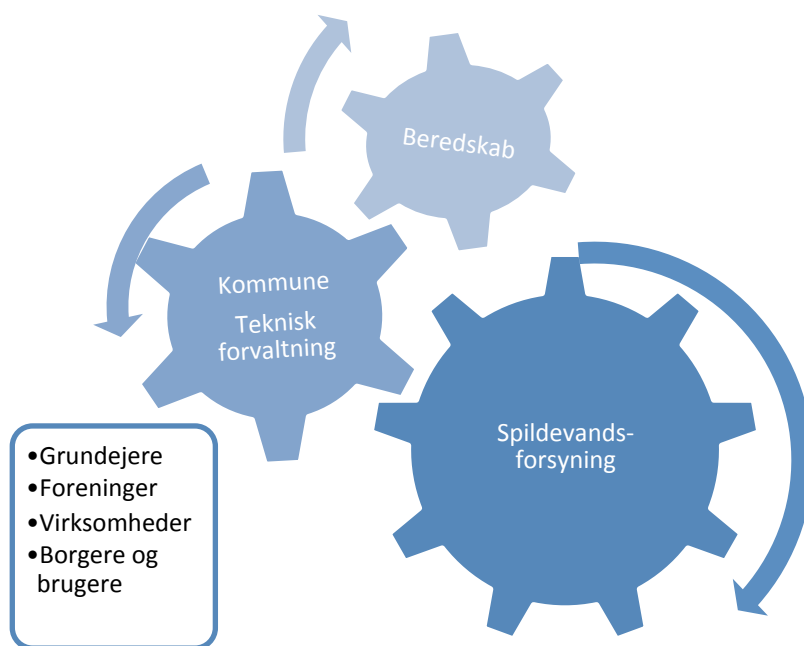 Beredskab
Kommune
Teknisk
forvaltning
Spildevands-
forsyning
•Grundejere
•Foreninger
•Virksomheder
•Borgere og
brugere